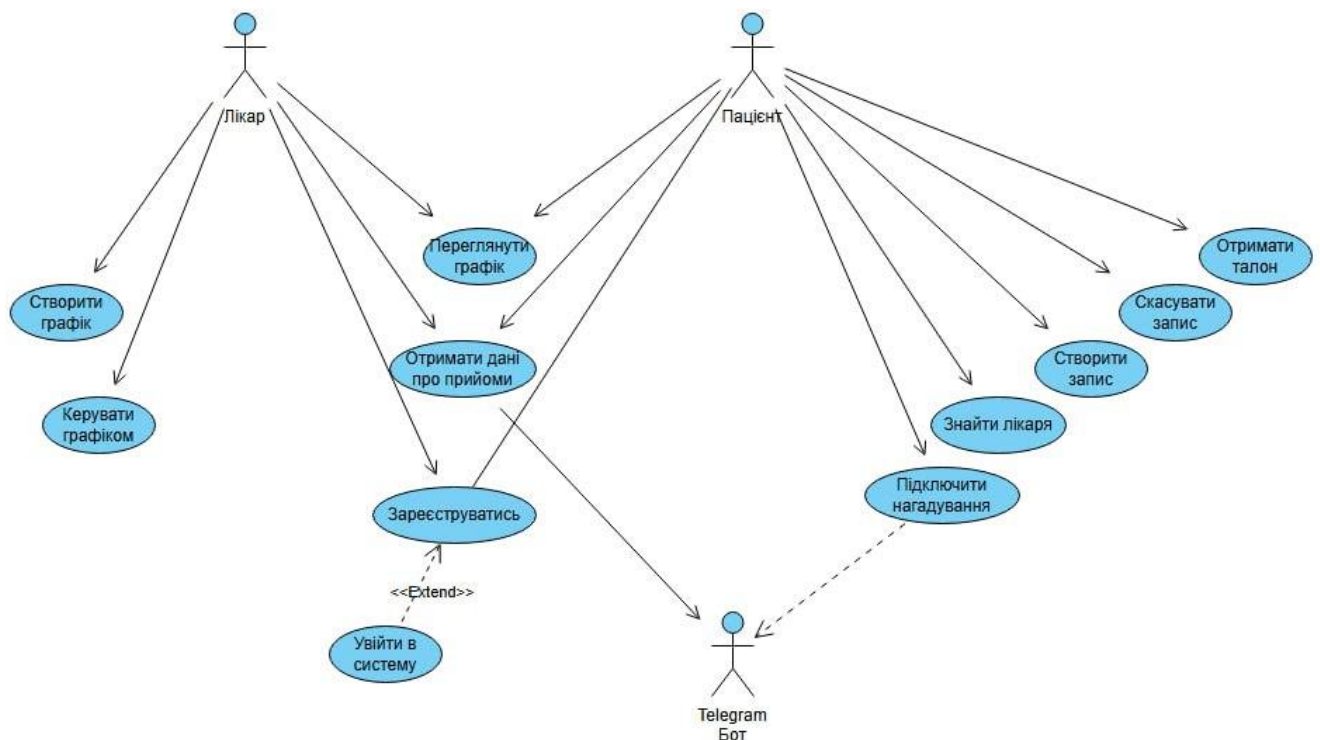 Лікар
Пацієнт
Переглянути
графік
Отримати
талон
Створити
графік
Скасувати
запис
Отримати дані
про прийоми
Створити
запис
Керувати
графіком
Знайти лікаря
Підключити
нагадування
Зареєструватись
<<Extend>>
Увійти в
систему
Telegram
Бот